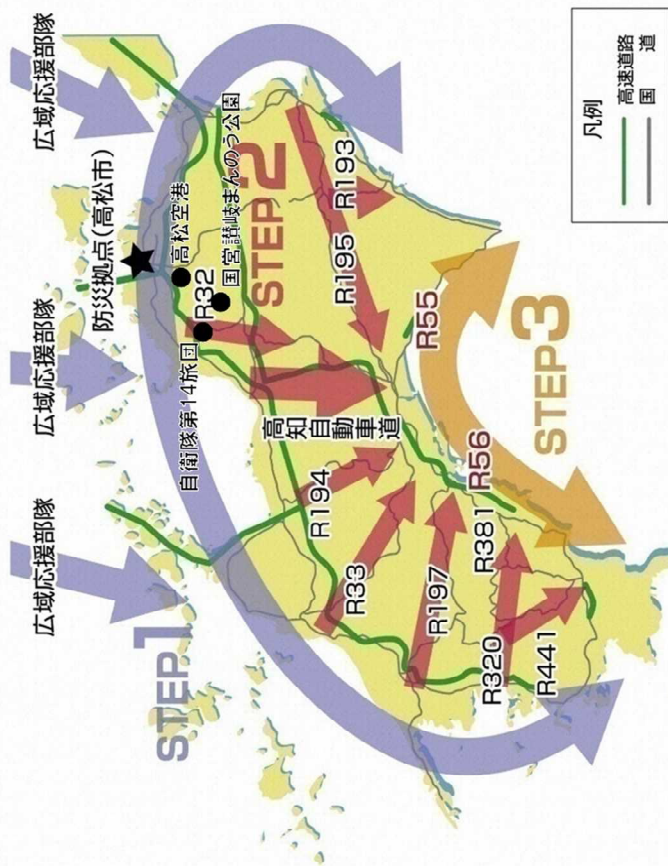 広域応援部隊
広域応援部隊
広域応援部隊
防災拠点(高松市)
高松空港
R32
国営讃岐まんのう公園
自衛隊第14旅団
STEP1
STEP2
STEP3
高知自動車道
R194
R33
R197
R320
R441
R381
R56
R55
R195
R193
凡例
高速道路
国 道